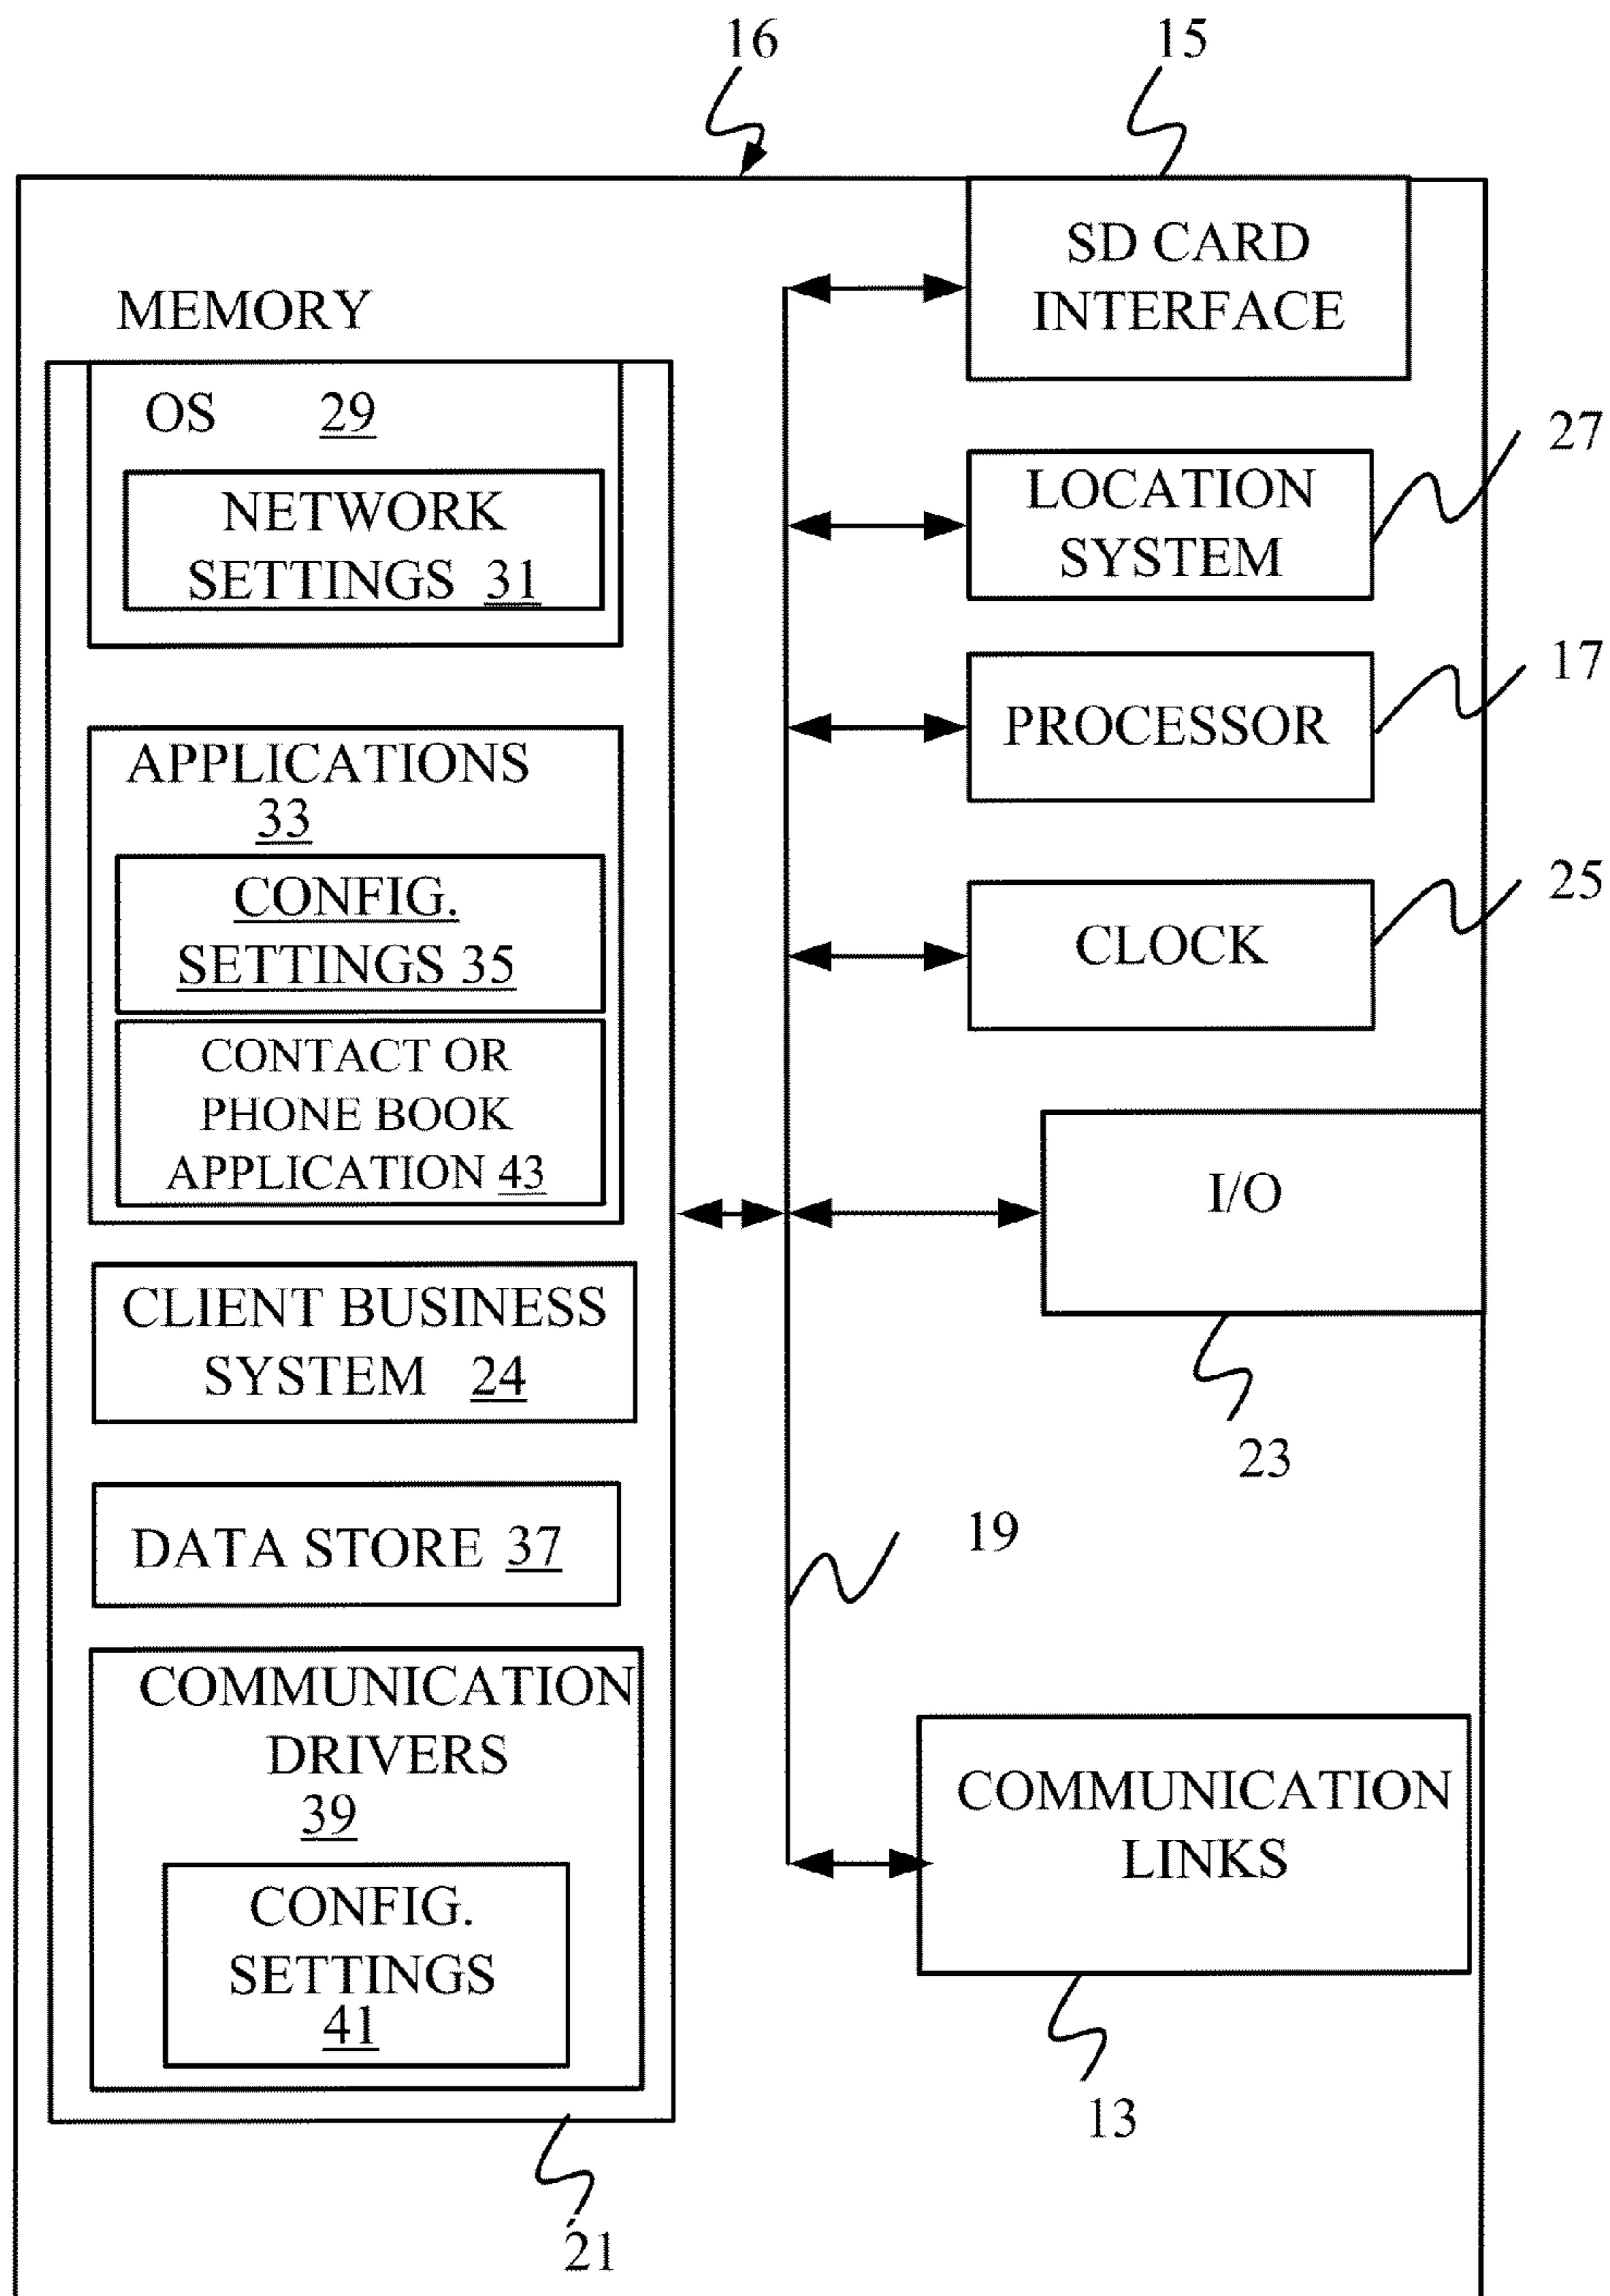 16
15
SD CARD
INTERFACE
MEMORY
OS 29
NETWORK
SETTINGS 31
27
LOCATION
SYSTEM
17
PROCESSOR
APPLICATIONS
33
CONFIG.
SETTINGS 35
25
CLOCK
CONTACT OR
PHONE BOOK
APPLICATION 43
I/O
23
CLIENT BUSINESS
SYSTEM 24
19
DATA STORE 37
COMMUNICATION
DRIVERS
39
CONFIG.
SETTINGS
41
COMMUNICATION
LINKS
13
21